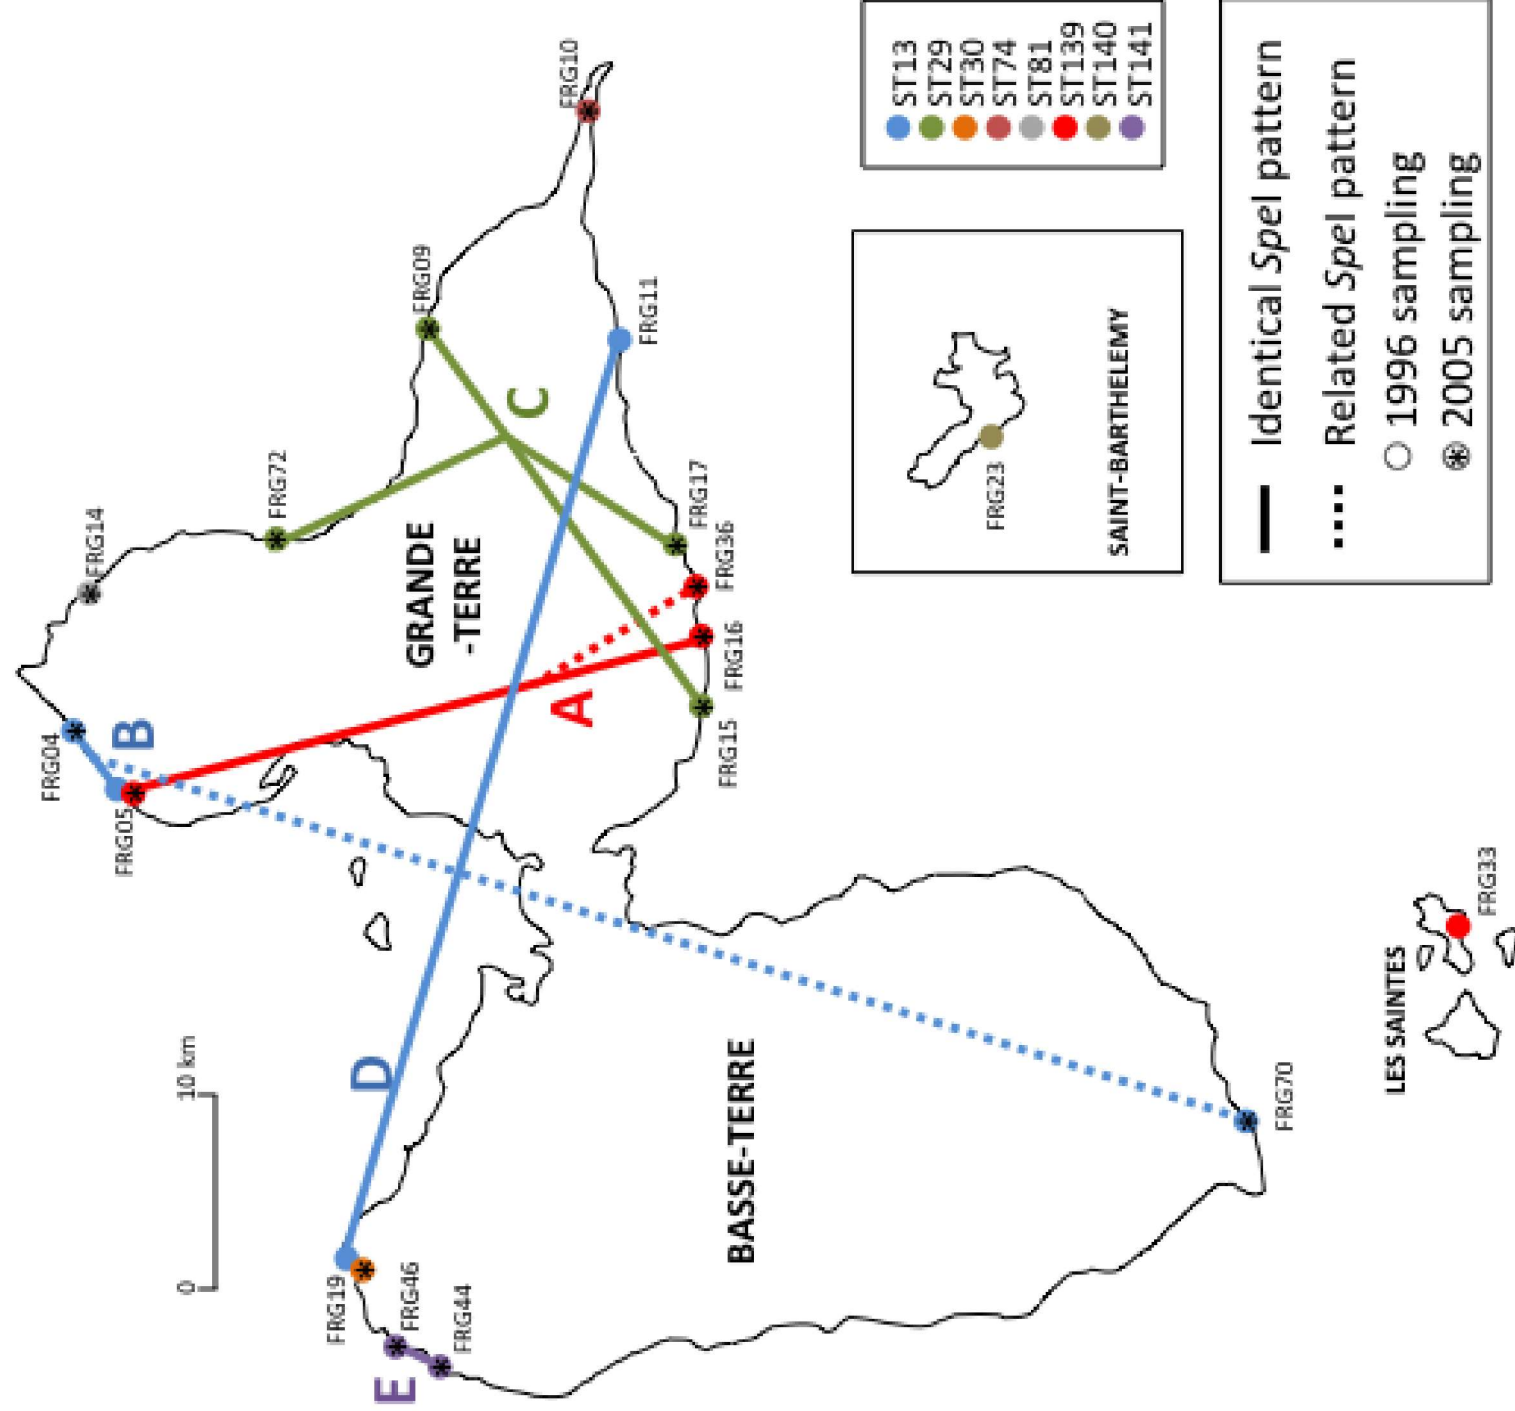 FRG10
FRG09
FRG11
C
FRG72
FRG14
FRG17
FRG36
FRG16
FRG15
GRANDE
-TERRE
A
FRG04
B
FRG05
D
10 km
0
FRG19
FRG46
FRG44
E
BASSE-TERRE
FRG70
LES SAINTES
FRG33
ST13
ST29
ST30
ST74
ST81
ST139
ST140
ST141
FRG23
SAINT-BARTHELEMY
Identical SpeI pattern
Related SpeI pattern
1996 sampling
2005 sampling